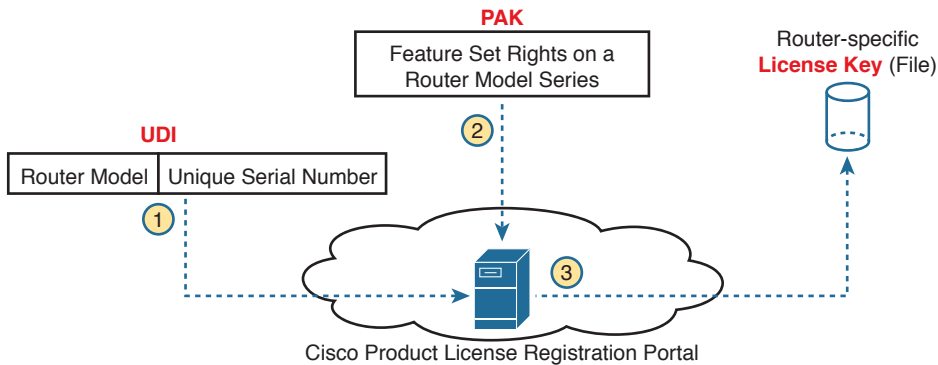 PAK
Feature Set Rights on a
Router Model Series
Router-specific
License Key (File)
2
UDI
Router Model
Unique Serial Number
1
3
Cisco Product License Registration Portal